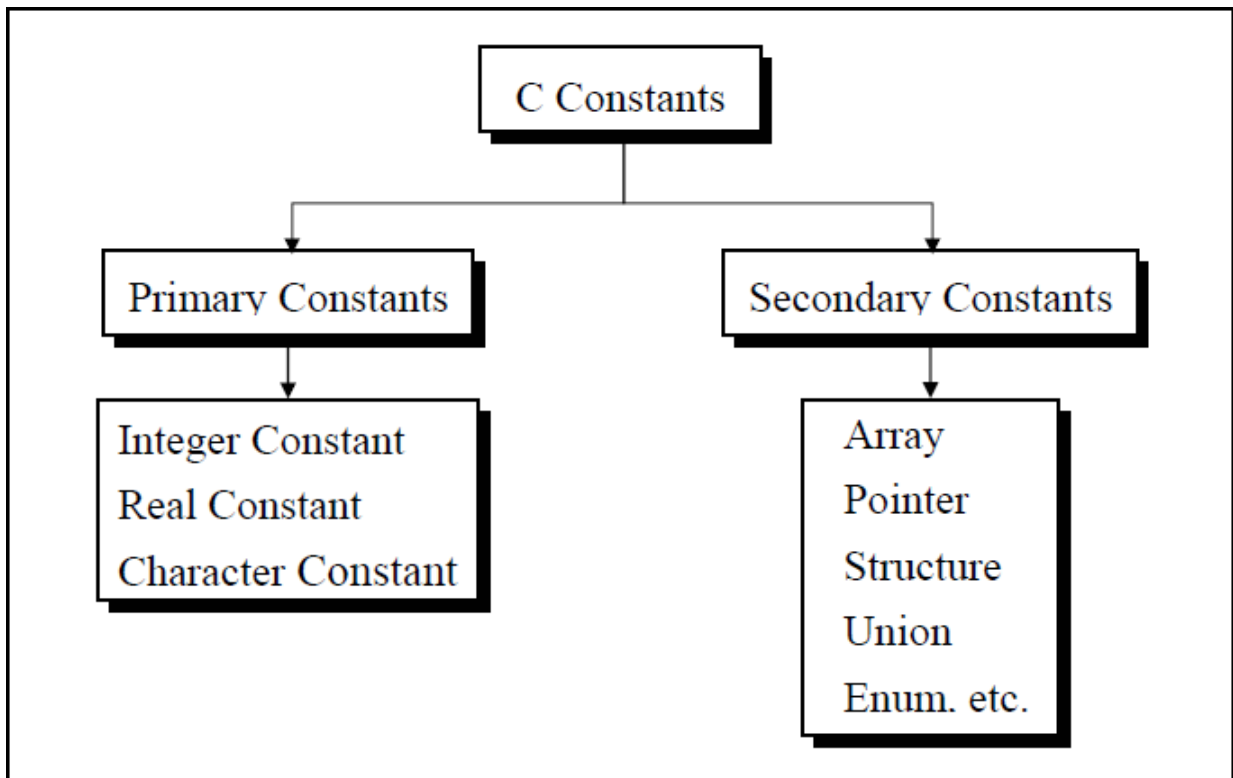 C Constants
Primary Constants
Secondary Constants
Integer Constant
Real Constant
Character Constant
Array
Pointer
Structure
Union
Enum. etc.